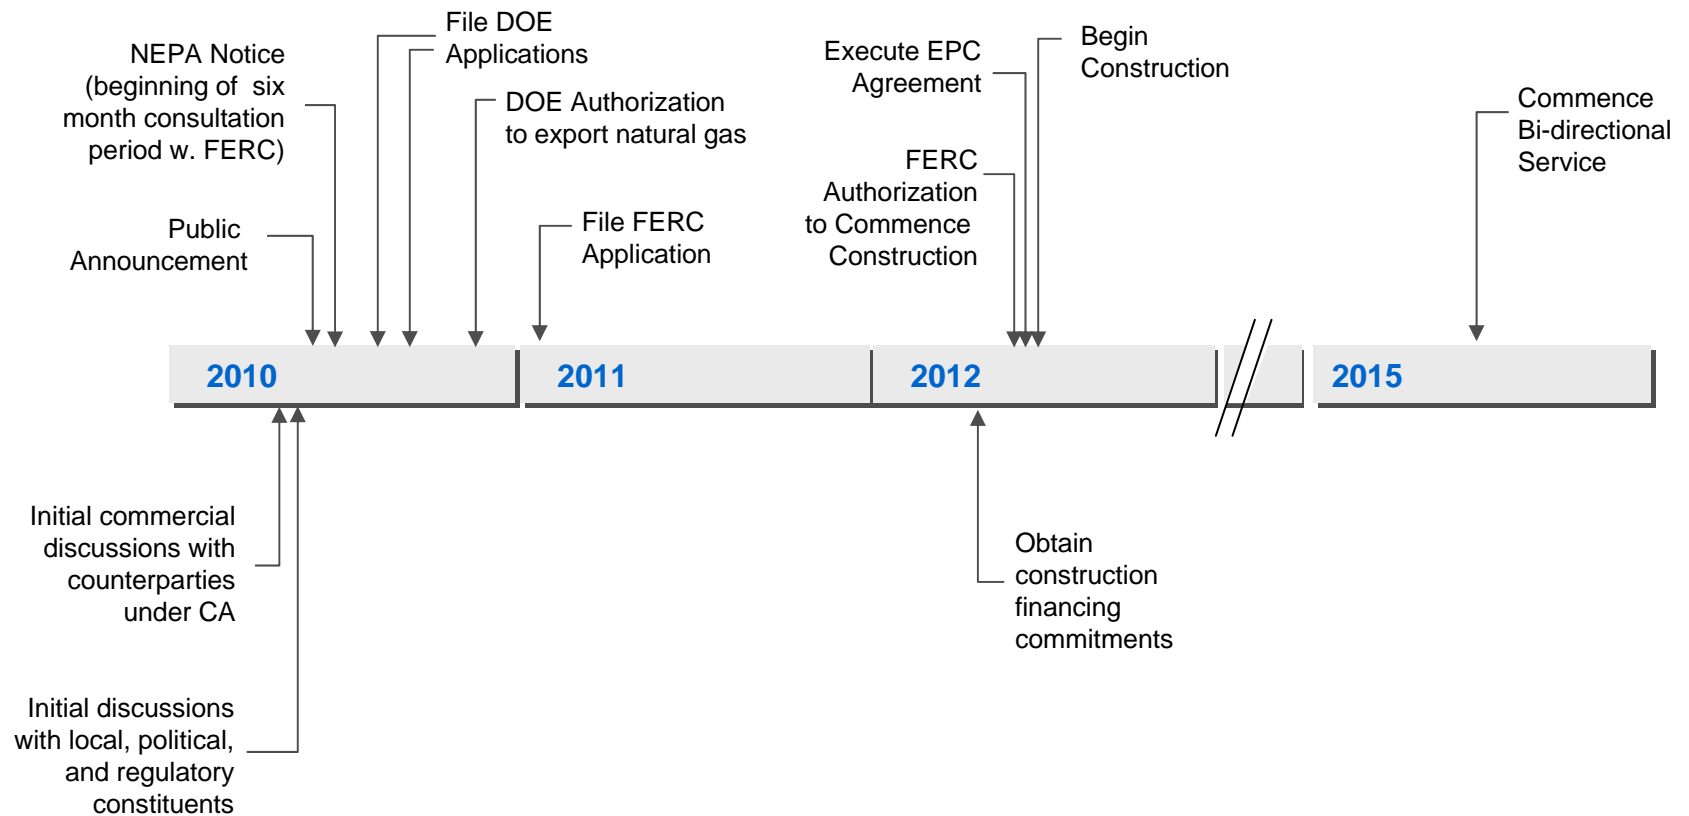 File DOE
Applications
NEPA Notice
(beginning of  six
month consultation
period w. FERC)
DOE Authorization
to export natural gas
Public
Announcement
File FERC
Application
Execute EPC
Agreement
Begin
Construction
FERC
Authorization
to Commence
Construction
Commence
Bi-directional
Service
2010
2011
2012
2015
Initial commercial
discussions with
counterparties
under CA
Obtain
construction
financing
commitments
Initial discussions
with local, political,
and regulatory
constituents